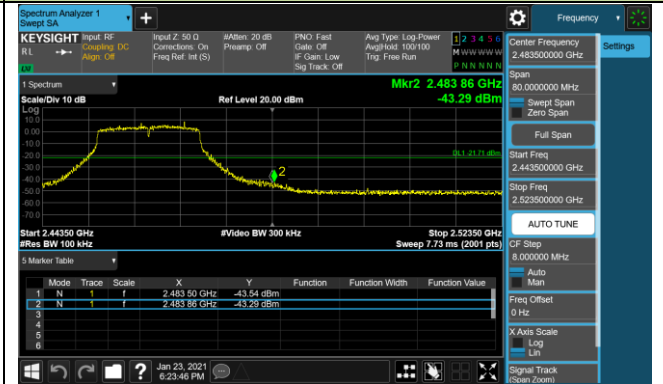 Spectrum Analyzer 1
Swept SA
+
Frequency
KEYSIGHT
RL
LU
Input: RF
Coupling: DC
Align: Off
Input Z: 50 Ω
Corrections: On
Freq Ref: Int (S)
#Atten: 20 dB
Preamp: Off
PNO: Fast
Gate: Off
IF Gain: Low
Sig Track: Off
Avg Type: Log-Power
Avg|Hold: 100/100
Trig: Free Run
1 2 3 4 5 6
M W W W W W
P N N N N N
Settings
Center Frequency
2.483500000 GHz
Span
80.0000000 MHz
Swept Span
Zero Span
Full Span
Start Freq
2.443500000 GHz
Stop Freq
2.523500000 GHz
AUTO TUNE
CF Step
8.000000 MHz
Auto
Man
Freq Offset
0 Hz
X Axis Scale
Log
Lin
Signal Track
(Span Zoom)
1 Spectrum
Scale/Div 10 dB
Log
Ref Level 20.00 dBm
Mkr2 2.483 86 GHz
-43.29 dBm
10.0
0.00
-10.0
-20.0
-30.0
-40.0
-50.0
-60.0
-70.0
DL1 -21.71 dBm
2
Start 2.44350 GHz
#Res BW 100 kHz
#Video BW 300 kHz
Stop 2.52350 GHz
Sweep 7.73 ms (2001 pts)
5 Marker Table
Mode Trace Scale X Y Function Function Width Function Value
1 N 1 f 2.483 50 GHz -43.54 dBm
2 N 1 f 2.483 86 GHz -43.29 dBm
3
4
5
6
?
Jan 23, 2021
6:23:46 PM